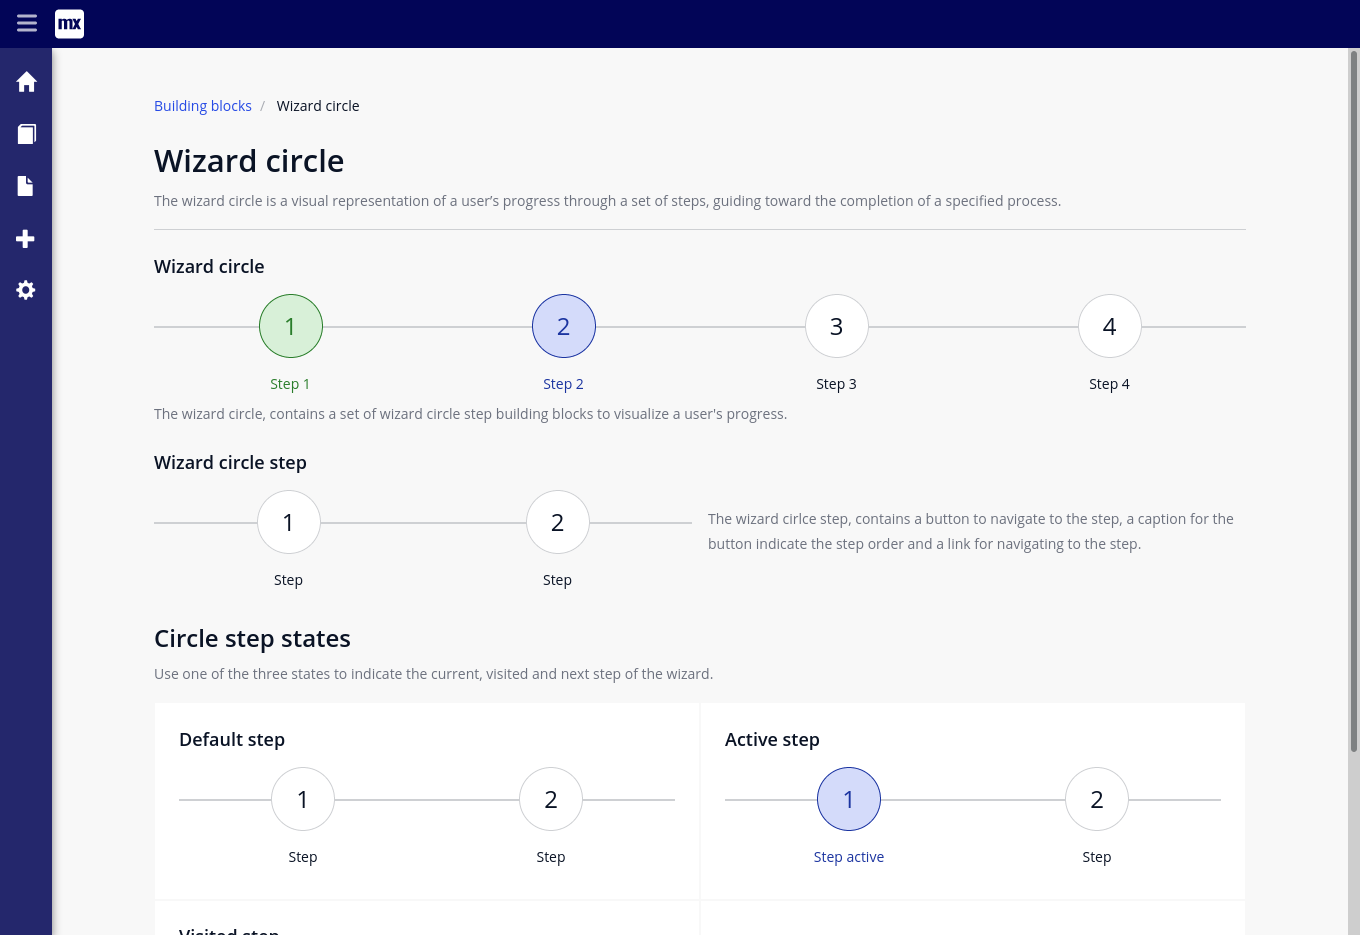 mx
Building blocks / Wizard circle
Wizard circle
The wizard circle is a visual representation of a user’s progress through a set of steps, guiding toward the completion of a specified process.
Wizard circle
1 2 3 4
Step 1 Step 2 Step 3 Step 4
The wizard circle, contains a set of wizard circle step building blocks to visualize a user's progress.
Wizard circle step
1 2
Step Step
The wizard cirlce step, contains a button to navigate to the step, a caption for the
button indicate the step order and a link for navigating to the step.
Circle step states
Use one of the three states to indicate the current, visited and next step of the wizard.
Default step
1 2
Step Step
Active step
1 2
Step active Step
Visited step